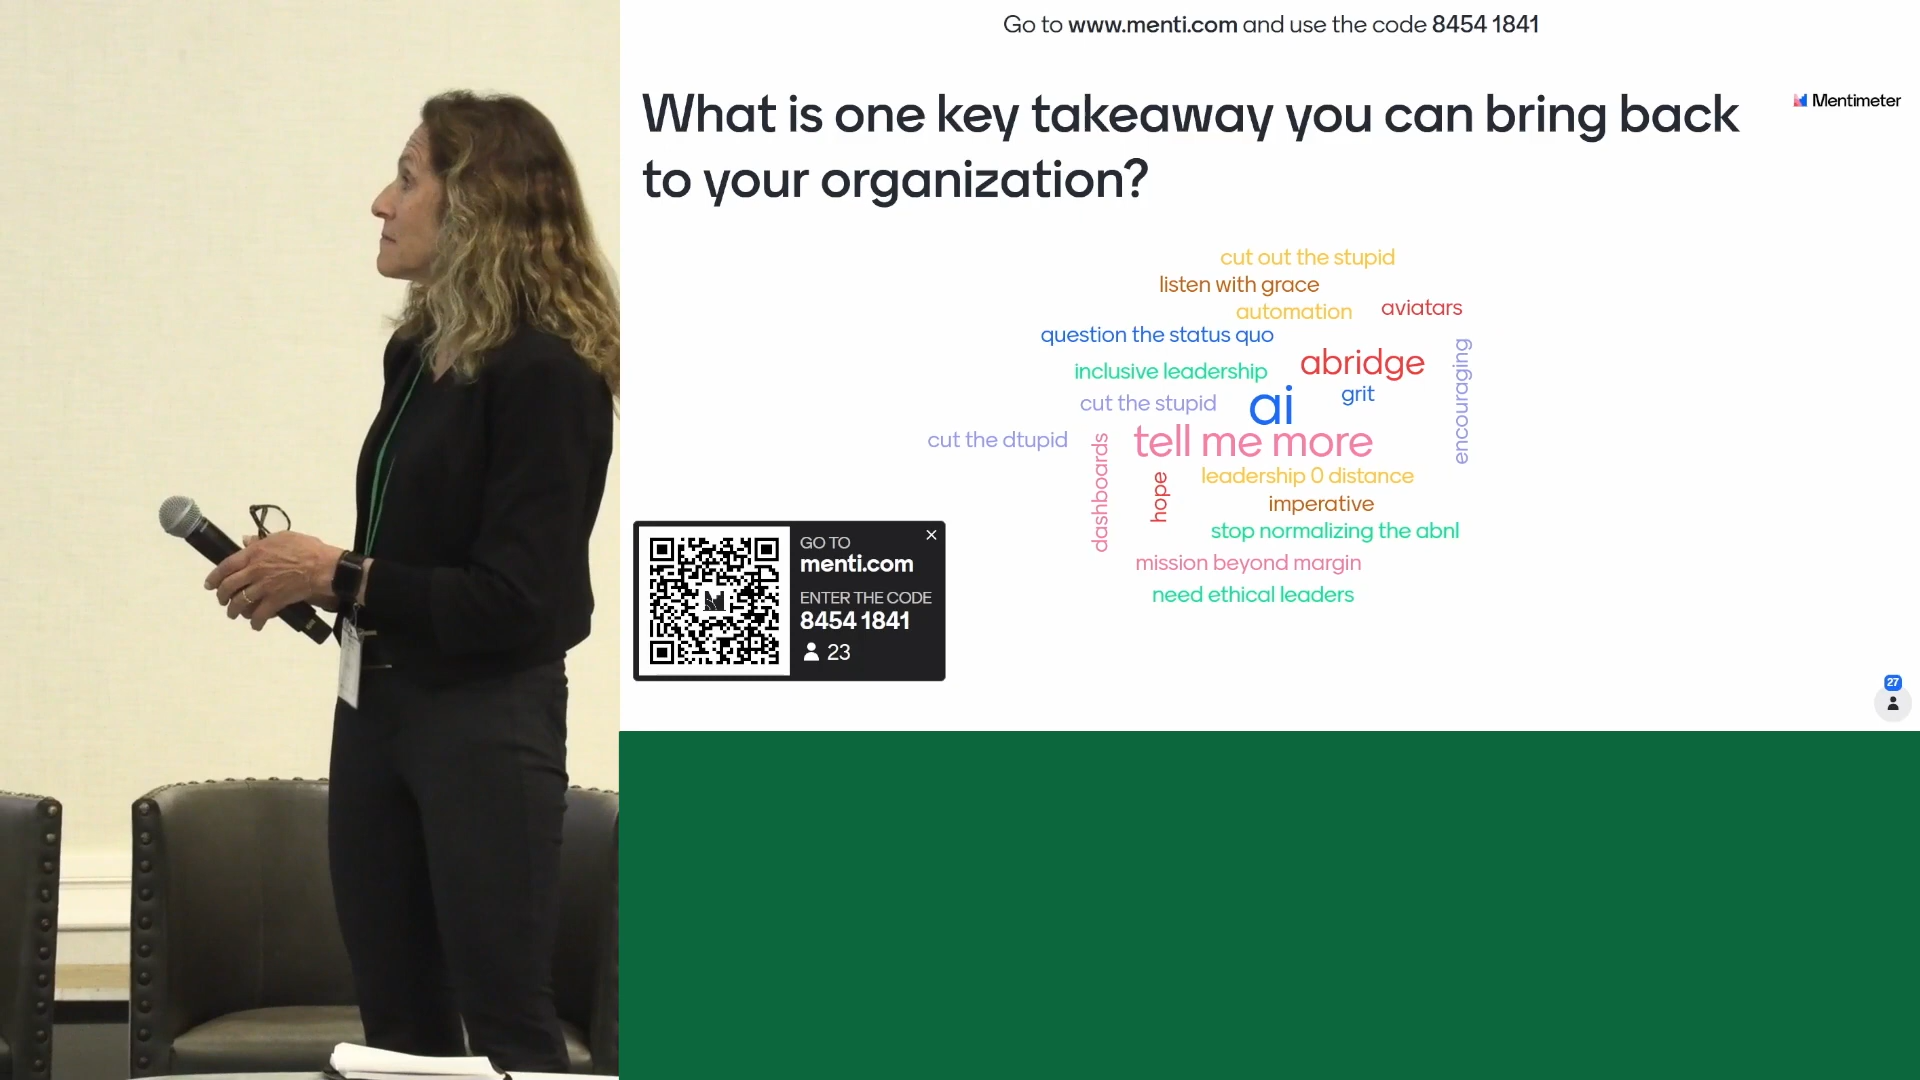 Go to www.menti.com and use the code 8454 1841
What is one key takeaway you can bring back
to your organization?
Mentimeter
cut out the stupid
listen with grace
automation
aviatars
question the status quo
encouraging
inclusive leadership
abridge
grit
cut the stupid
ai
cut the dtupid
tell me more
dashboards
hope
leadership 0 distance
imperative
stop normalizing the abnl
mission beyond margin
need ethical leaders
GO TO
menti.com
ENTER THE CODE
8454 1841
23
27